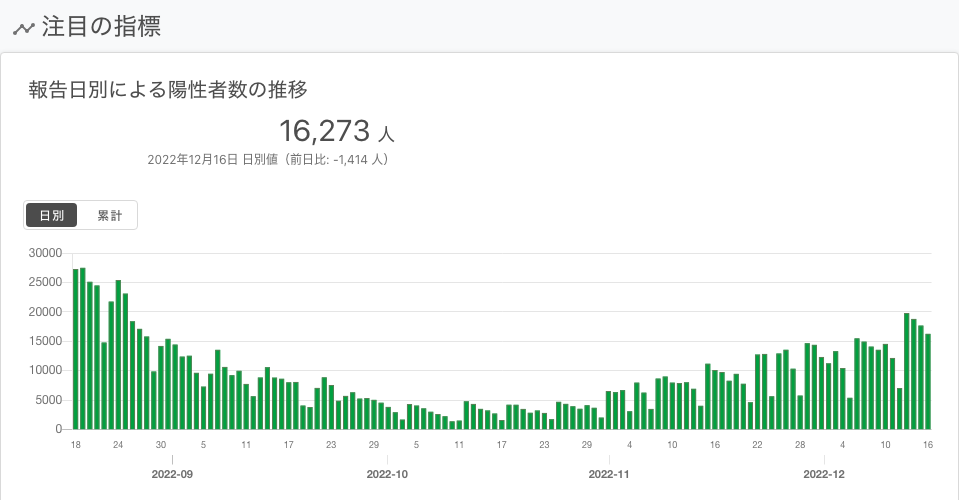 注目の指標
報告日別による陽性者数の推移
16,273 人
2022年12月16日 日別値（前日比: -1,414 人）
日別 累計
30000
25000
20000
15000
10000
5000
0
18 24 30 5 11 17 23 29 5 11 17 23 29 4 10 16 22 28 4 10 16
2022-09 2022-10 2022-11 2022-12